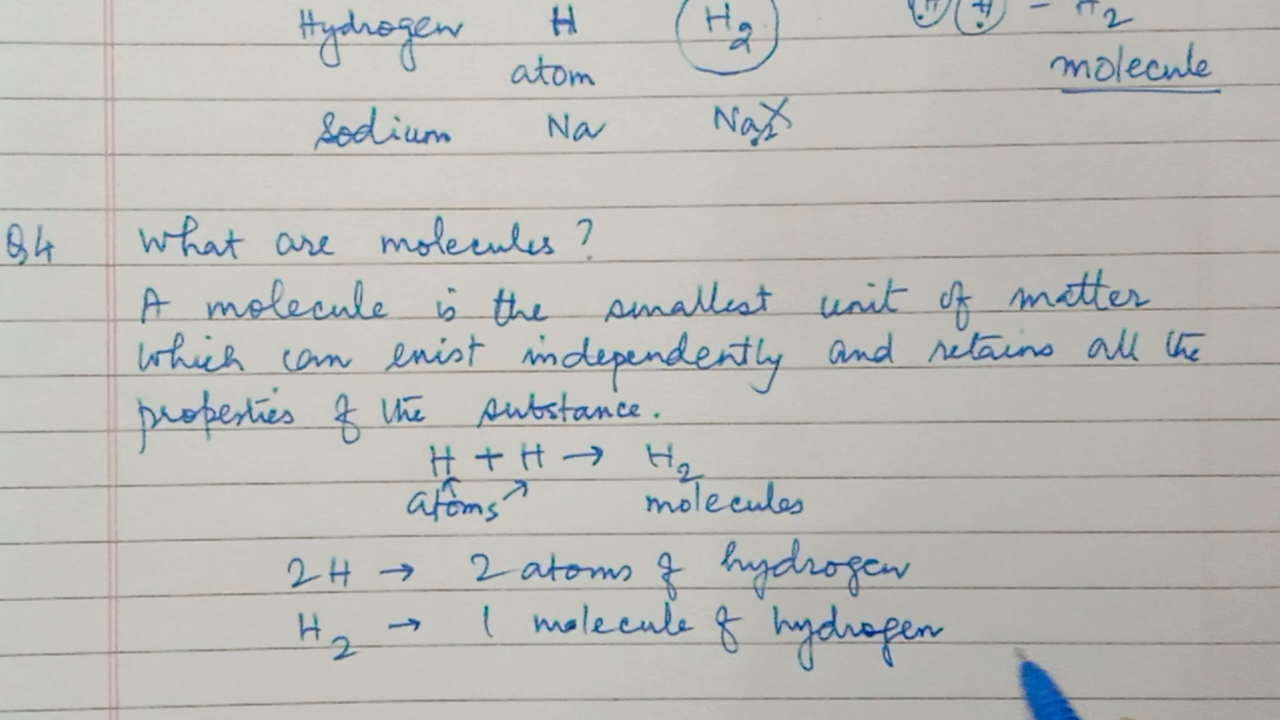 Hydrogen H H2 H H - H2
atom molecule
Sodium Na Na2X
Q4 What are molecules?
A molecule is the smallest unit of matter
which can exist independently and retains all the
properties of the substance.
H + H → H2
atoms molecules
2H → 2 atoms of hydrogen
H2 → 1 molecule of hydrogen